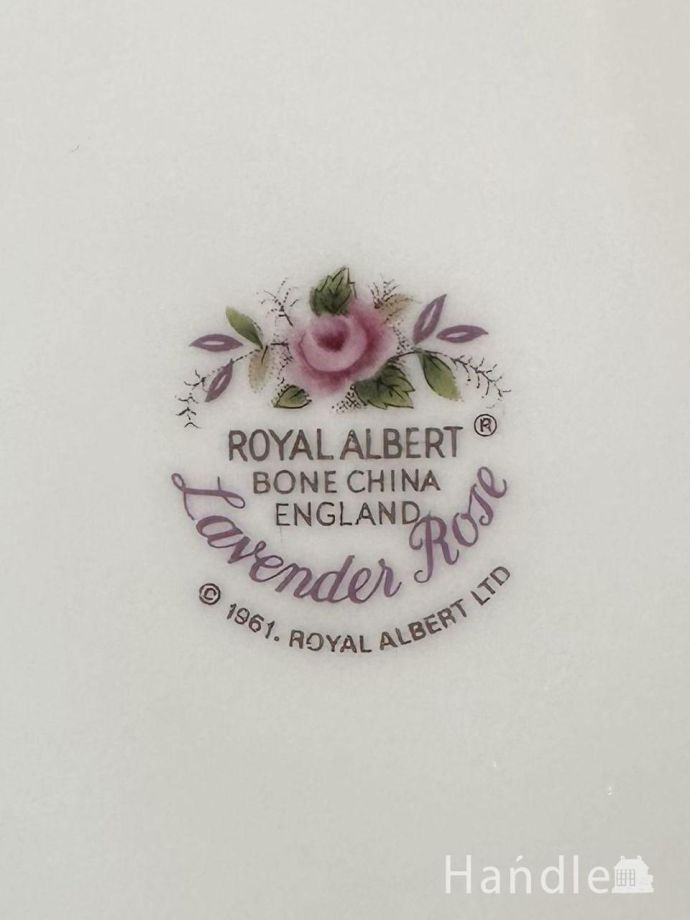 ROYAL ALBERT ®
BONE CHINA
ENGLAND
Lavender Rose
© 1961. ROYAL ALBERT LTD
Handle